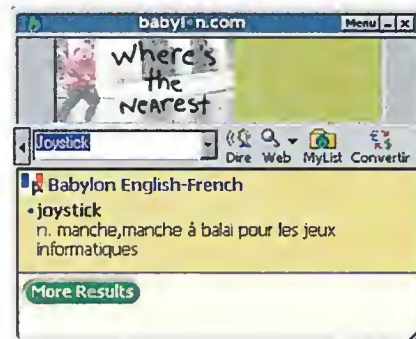 babylon.com
Menu
Where's
the
NeaResT
Joystick
Dire Web MyList Convertir
Babylon English-French
•joystick
n. manche,manche à balai pour les jeux
informatiques
More Results